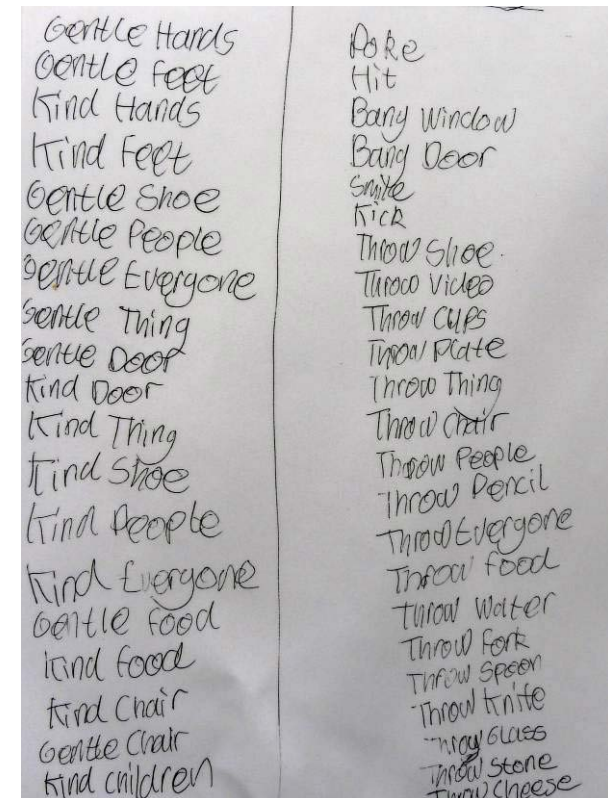 Gentle Hands
Gentle Feet
Kind Hands
Kind Feet
Gentle Shoe
Gentle People
Gentle Everyone
Gentle Thing
Gentle Door
Kind Door
Kind Thing
Kind Shoe
Kind People
Kind Everyone
Gentle Food
Kind Food
Kind Chair
Gentle Chair
Kind Children
Poke
Hit
Bang Window
Bang Door
Smile
Kick
Throw Shoe
Throw Video
Throw Cups
Throw Plate
Throw Thing
Throw Chair
Throw People
Throw Pencil
Throw Everyone
Throw Food
Throw Water
Throw Fork
Throw Spoon
Throw Knife
Throw Glass
Throw Stone
Throw Cheese